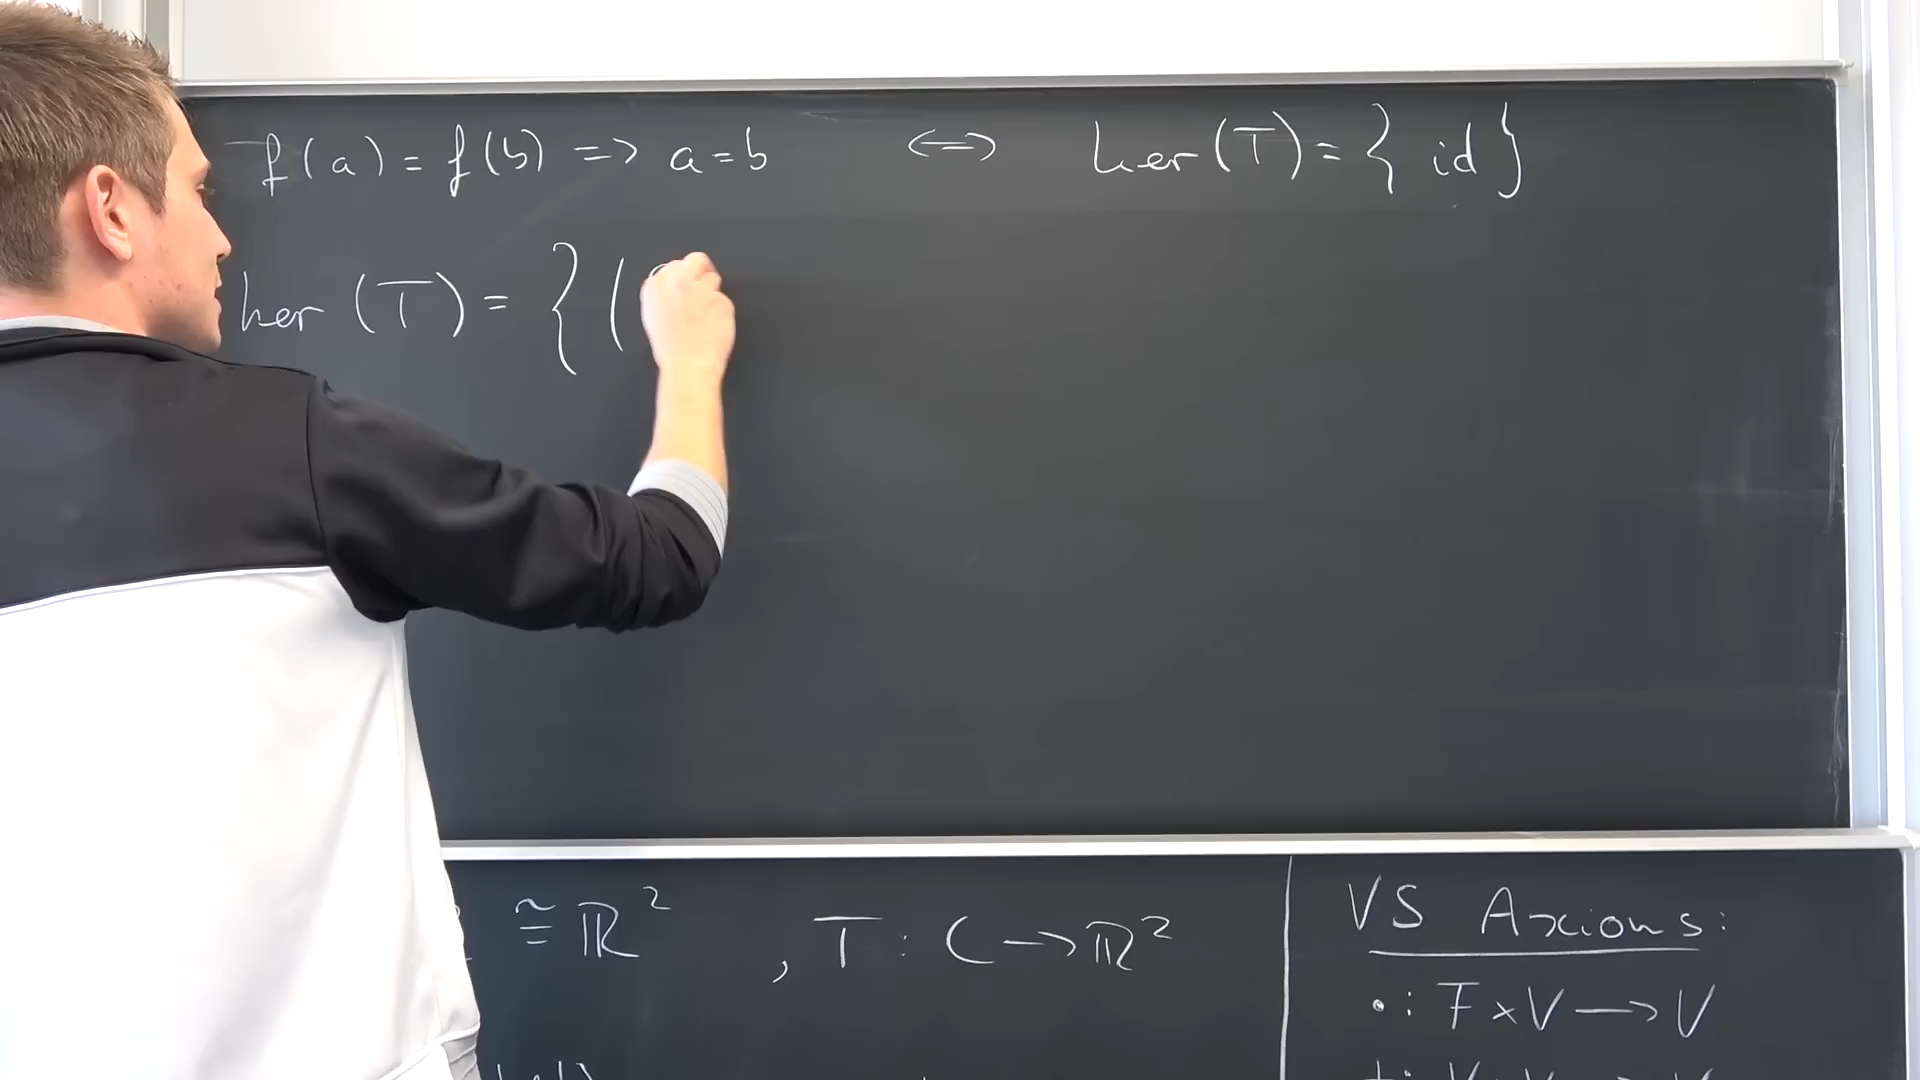 f(a) = f(b) => a = b <=> ker(T) = { id }
ker (T) = { (
≅ ℝ² , T : C → ℝ²
VS Axioms:
• : F × V → V